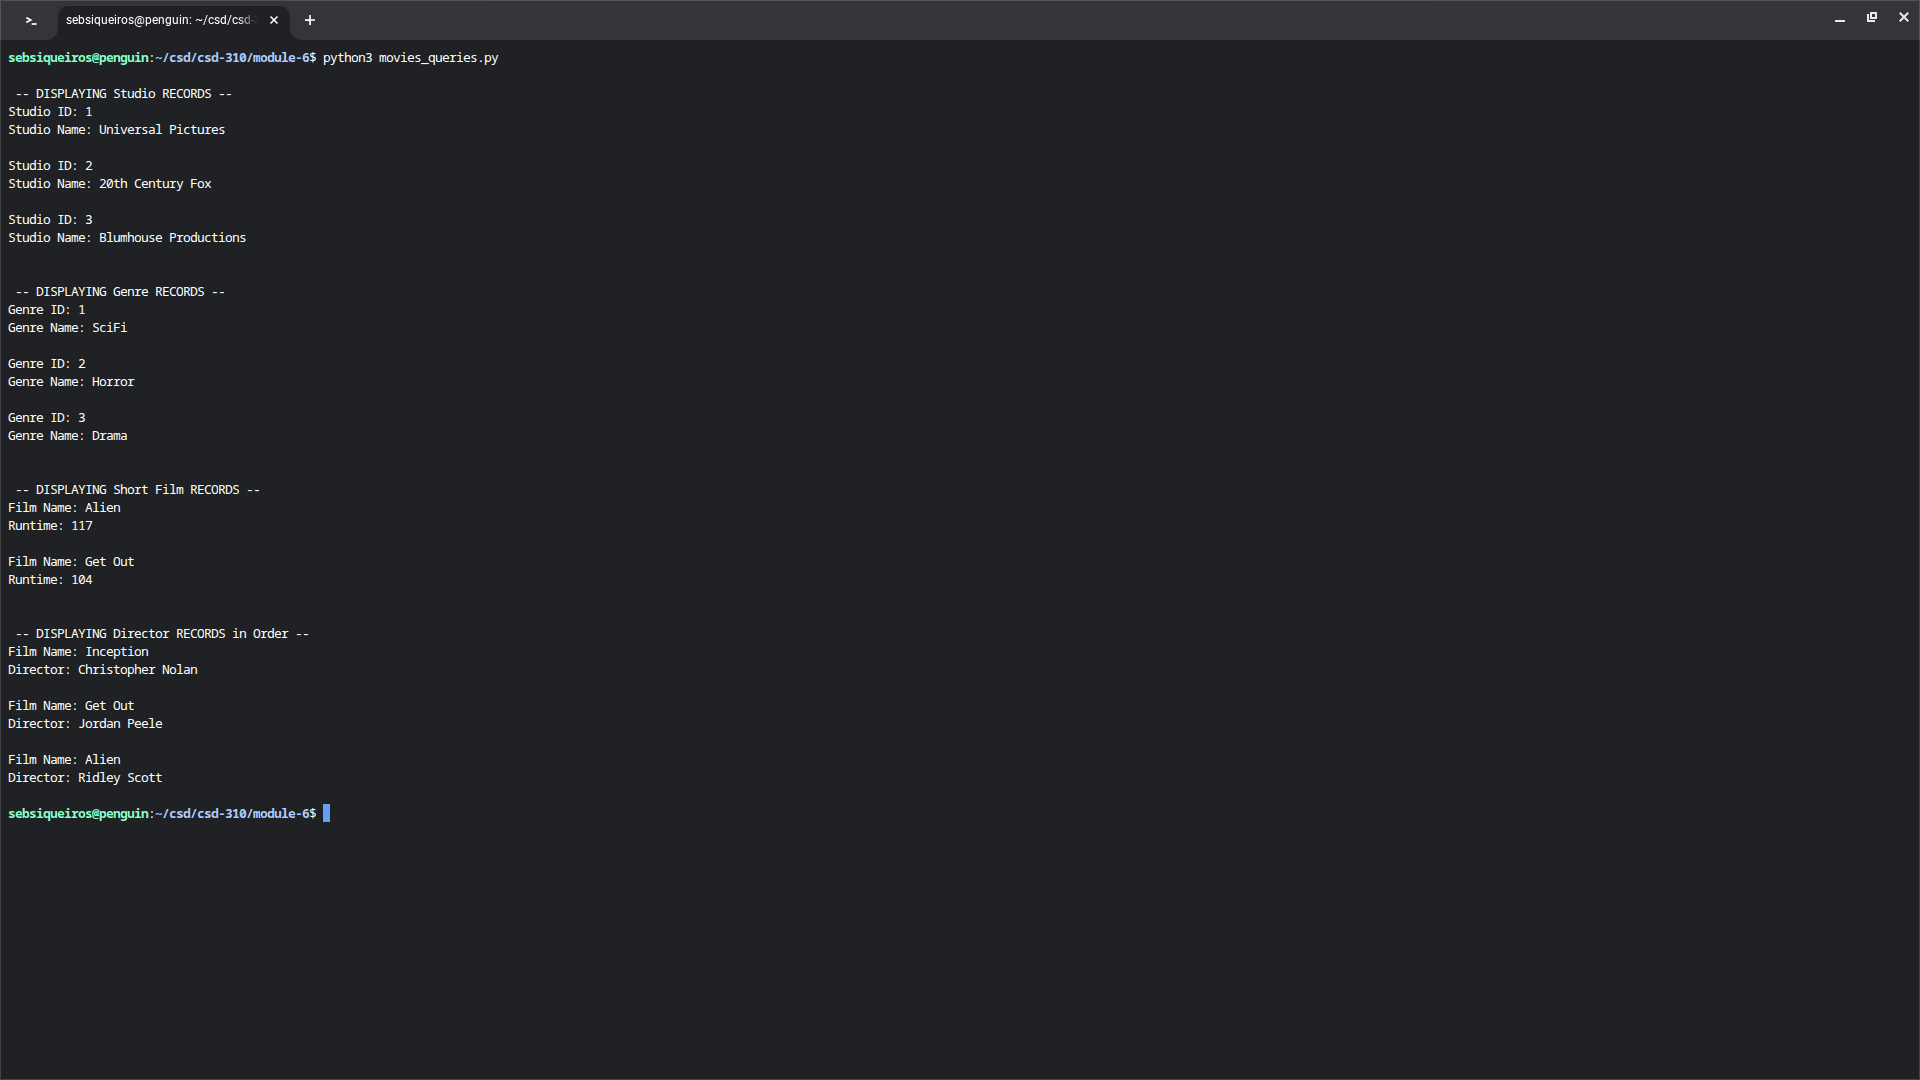 sebsiqueiros@penguin: ~/csd/csd-
sebsiqueiros@penguin:~/csd/csd-310/module-6$ python3 movies_queries.py
-- DISPLAYING Studio RECORDS --
Studio ID: 1
Studio Name: Universal Pictures
Studio ID: 2
Studio Name: 20th Century Fox
Studio ID: 3
Studio Name: Blumhouse Productions
-- DISPLAYING Genre RECORDS --
Genre ID: 1
Genre Name: SciFi
Genre ID: 2
Genre Name: Horror
Genre ID: 3
Genre Name: Drama
-- DISPLAYING Short Film RECORDS --
Film Name: Alien
Runtime: 117
Film Name: Get Out
Runtime: 104
-- DISPLAYING Director RECORDS in Order --
Film Name: Inception
Director: Christopher Nolan
Film Name: Get Out
Director: Jordan Peele
Film Name: Alien
Director: Ridley Scott
sebsiqueiros@penguin:~/csd/csd-310/module-6$